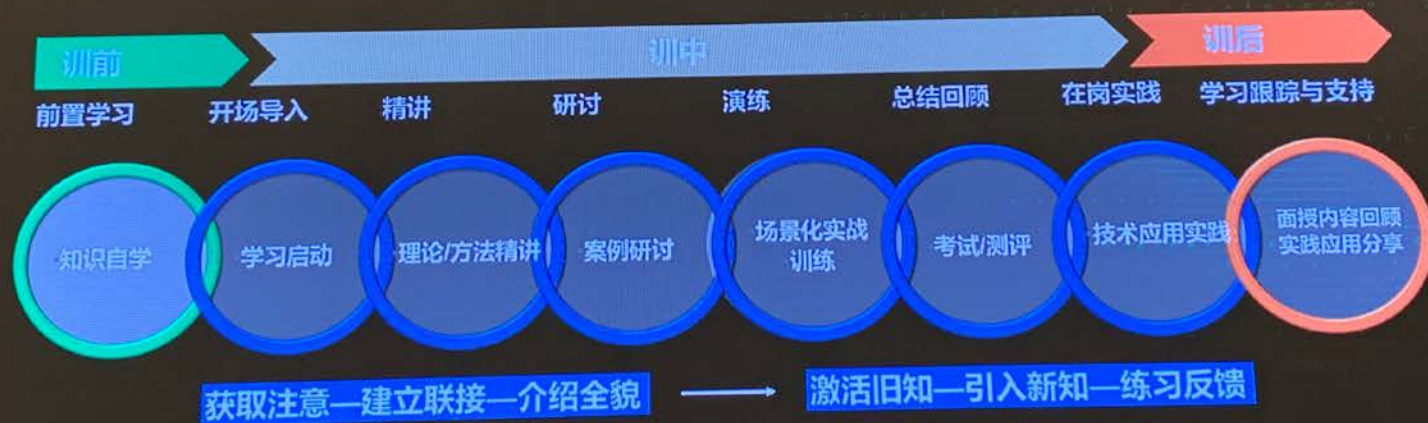 训前
训中
训后
前置学习
开场导入
精讲
研讨
演练
总结回顾
在岗实践
学习跟踪与支持
知识自学
学习启动
理论/方法精讲
案例研讨
场景化实战
训练
考试/测评
技术应用实践
面授内容回顾
实践应用分享
获取注意—建立联接—介绍全貌
激活旧知—引入新知—练习反馈